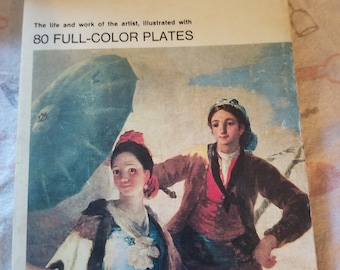 The life and work of the artist, illustrated with
80 FULL-COLOR PLATES